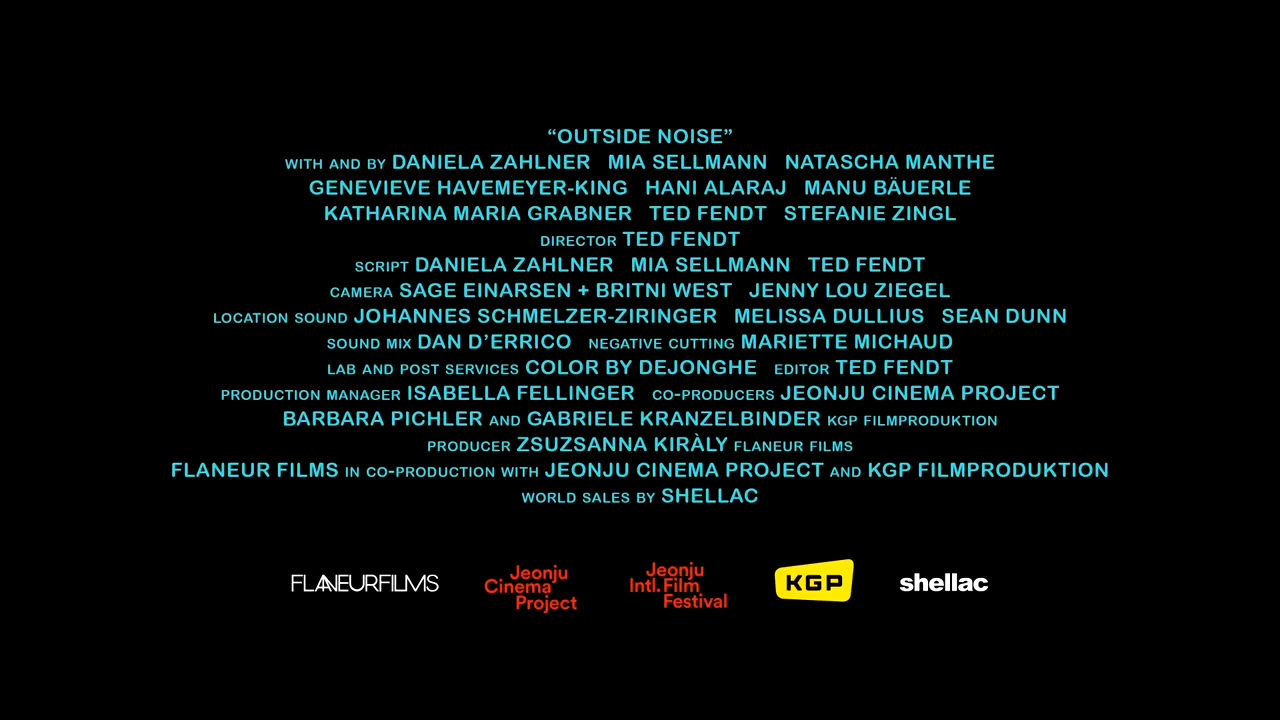 “OUTSIDE NOISE”
WITH AND BY DANIELA ZAHLNER MIA SELLMANN NATASCHA MANTHE
GENEVIEVE HAVEMEYER-KING HANI ALARAJ MANU BÄUERLE
KATHARINA MARIA GRABNER TED FENDT STEFANIE ZINGL
DIRECTOR TED FENDT
SCRIPT DANIELA ZAHLNER MIA SELLMANN TED FENDT
CAMERA SAGE EINARSEN + BRITNI WEST JENNY LOU ZIEGEL
LOCATION SOUND JOHANNES SCHMELZER-ZIRINGER MELISSA DULLIUS SEAN DUNN
SOUND MIX DAN D’ERRICO NEGATIVE CUTTING MARIETTE MICHAUD
LAB AND POST SERVICES COLOR BY DEJONGHE EDITOR TED FENDT
PRODUCTION MANAGER ISABELLA FELLINGER CO-PRODUCERS JEONJU CINEMA PROJECT
BARBARA PICHLER AND GABRIELE KRANZELBINDER KGP FILMPRODUKTION
PRODUCER ZSUZSANNA KIRÀLY FLANEUR FILMS
FLANEUR FILMS IN CO-PRODUCTION WITH JEONJU CINEMA PROJECT AND KGP FILMPRODUKTION
WORLD SALES BY SHELLAC
FLANEURFILMS
Jeonju
Cinema
Project
Jeonju
Intl. Film
Festival
KGP
shellac